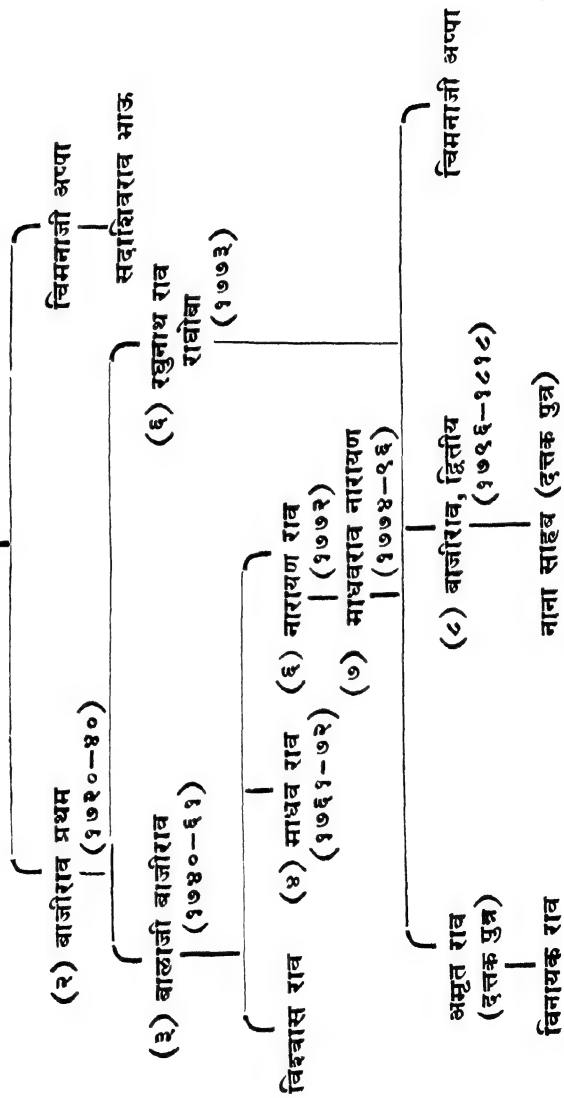 (२) बाजीराव प्रथम
(१७२०-४०)
चिमनाजी अप्पा
सदाशिवराव भाऊ
(३) बालाजी बाजीराव
(१७४०-६१)
(६) रघुनाथ राव
राघोबा
(१७७३)
विश्वास राव
(४) माधव राव
(१७६१-७२)
(६) नारायण राव
(१७७२)
(७) माधवराव नारायण
(१७७४-९६)
अमृत राव
(दत्तक पुत्र)
विनायक राव
(८) बाजीराव, द्वितीय
(१७९६-१८१८)
नाना साहब (दत्तक पुत्र)
चिमनाजी अप्पा